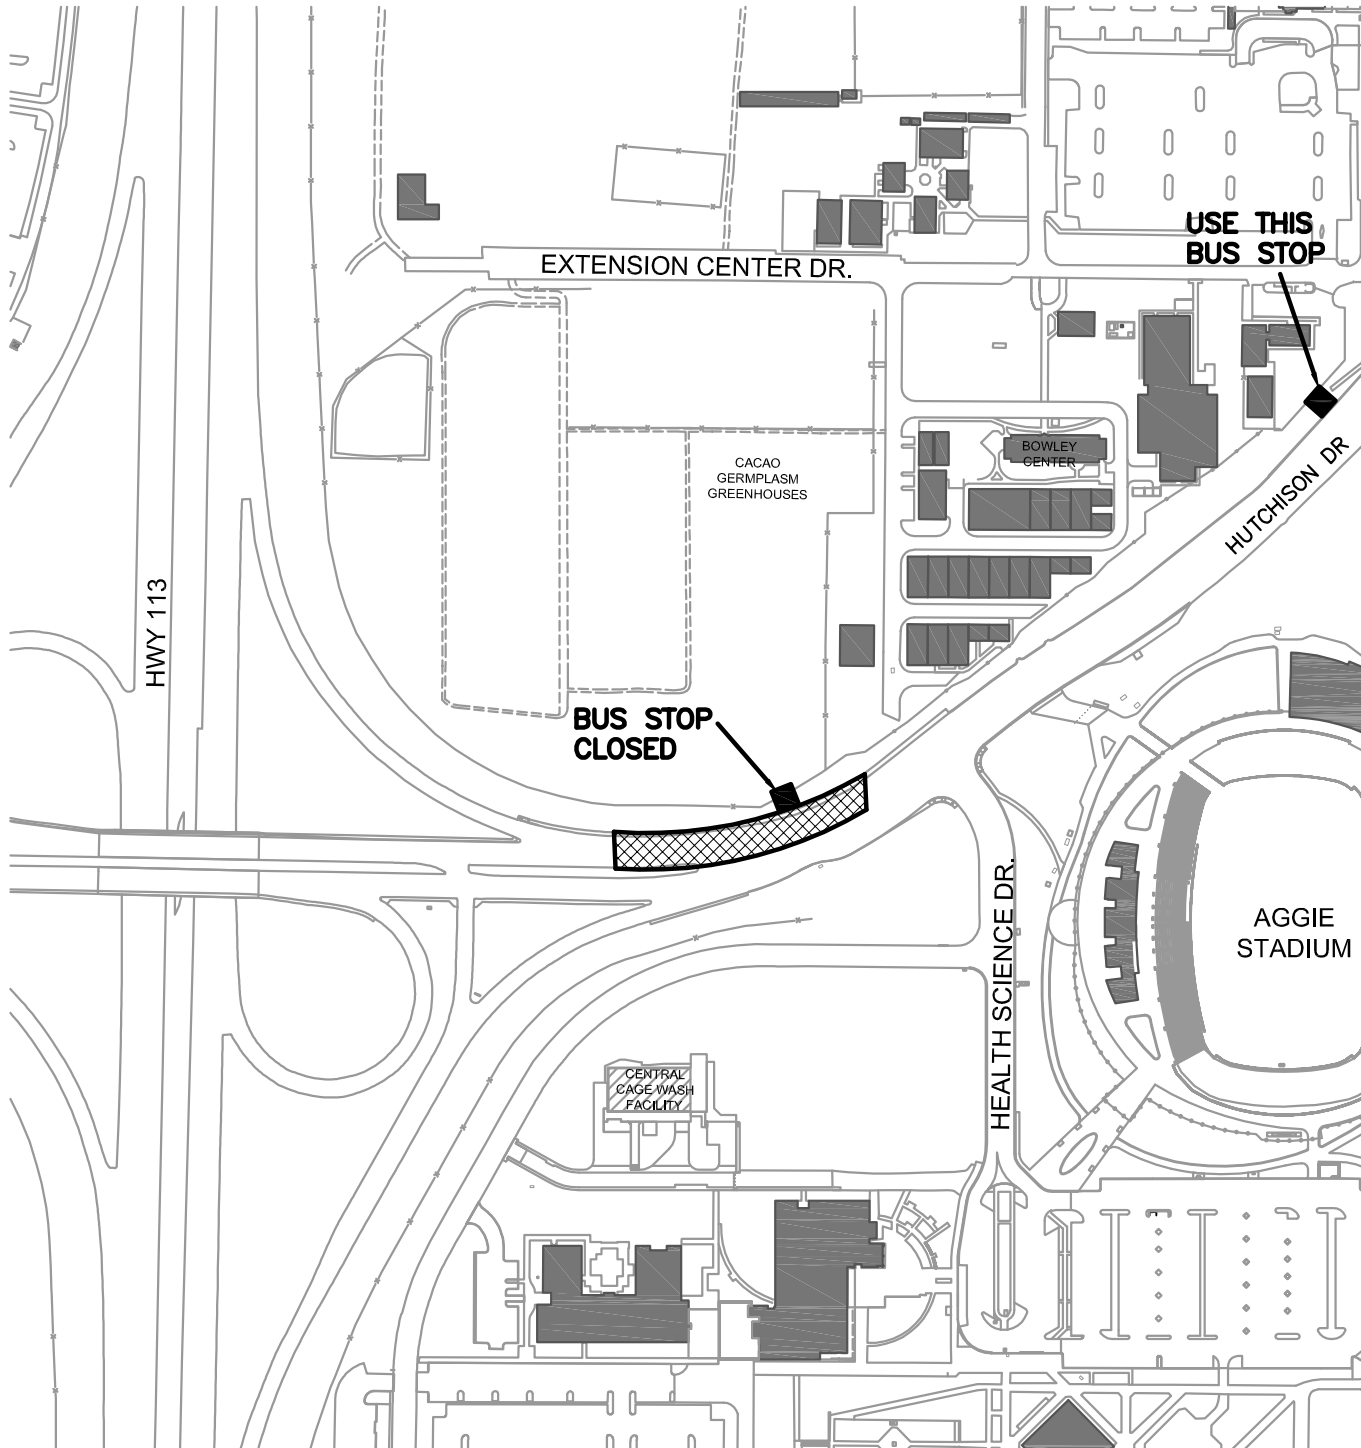 USE THIS
BUS STOP
EXTENSION CENTER DR.
BOWLEY
CENTER
CACAO
GERMPLASM
GREENHOUSES
HUTCHISON DR
HWY 113
BUS STOP
CLOSED
HEALTH SCIENCE DR.
AGGIE
STADIUM
CENTRAL
CAGE WASH
FACILITY